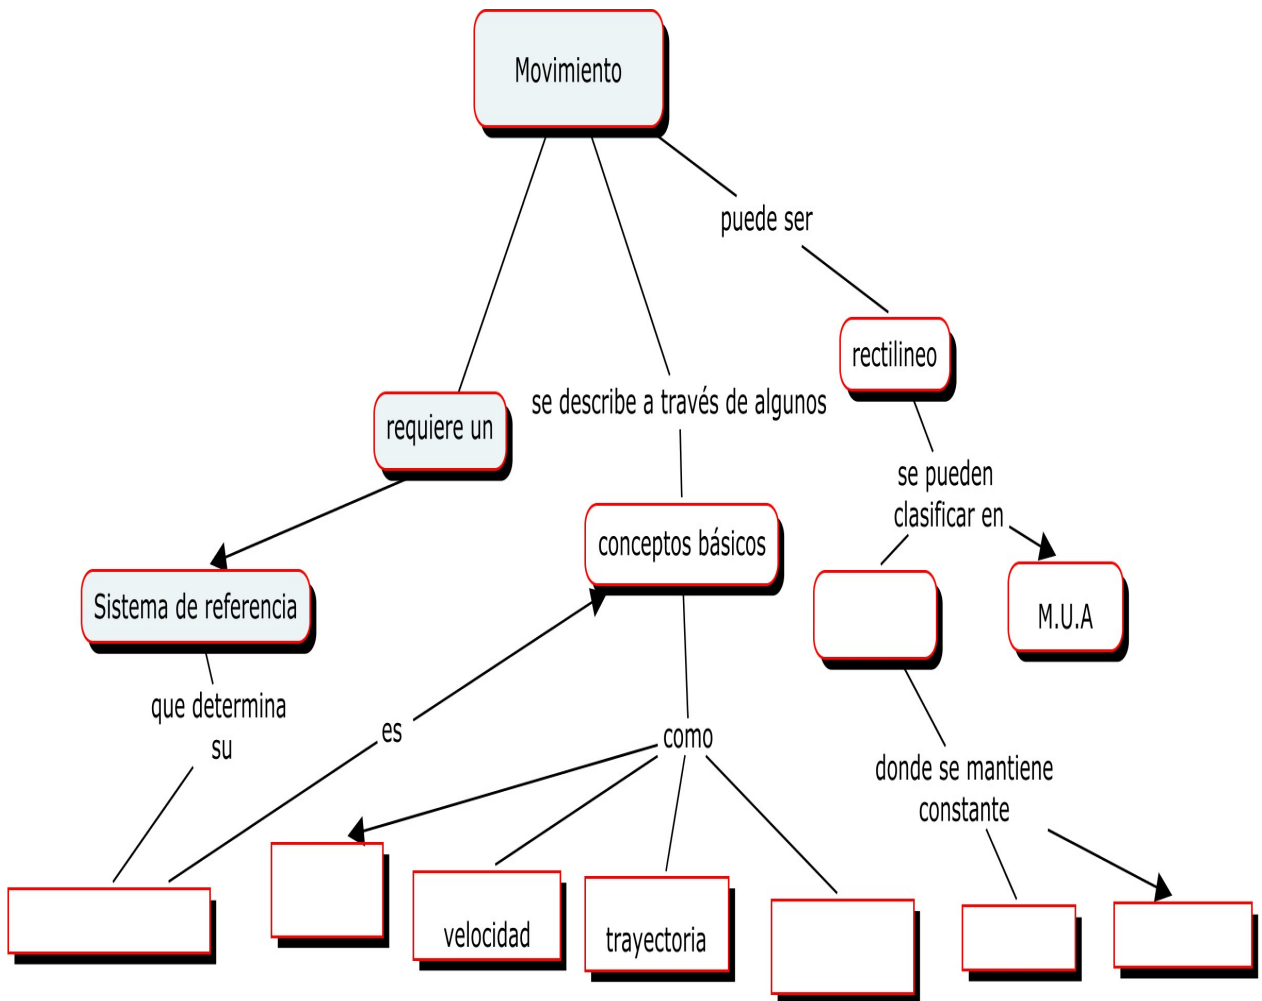 Movimiento
puede ser
rectilineo
se describe a través de algunos
requiere un
se pueden
clasificar en
conceptos básicos
Sistema de referencia
M.U.A
que determina
su
es
como
donde se mantiene
constante
velocidad
trayectoria